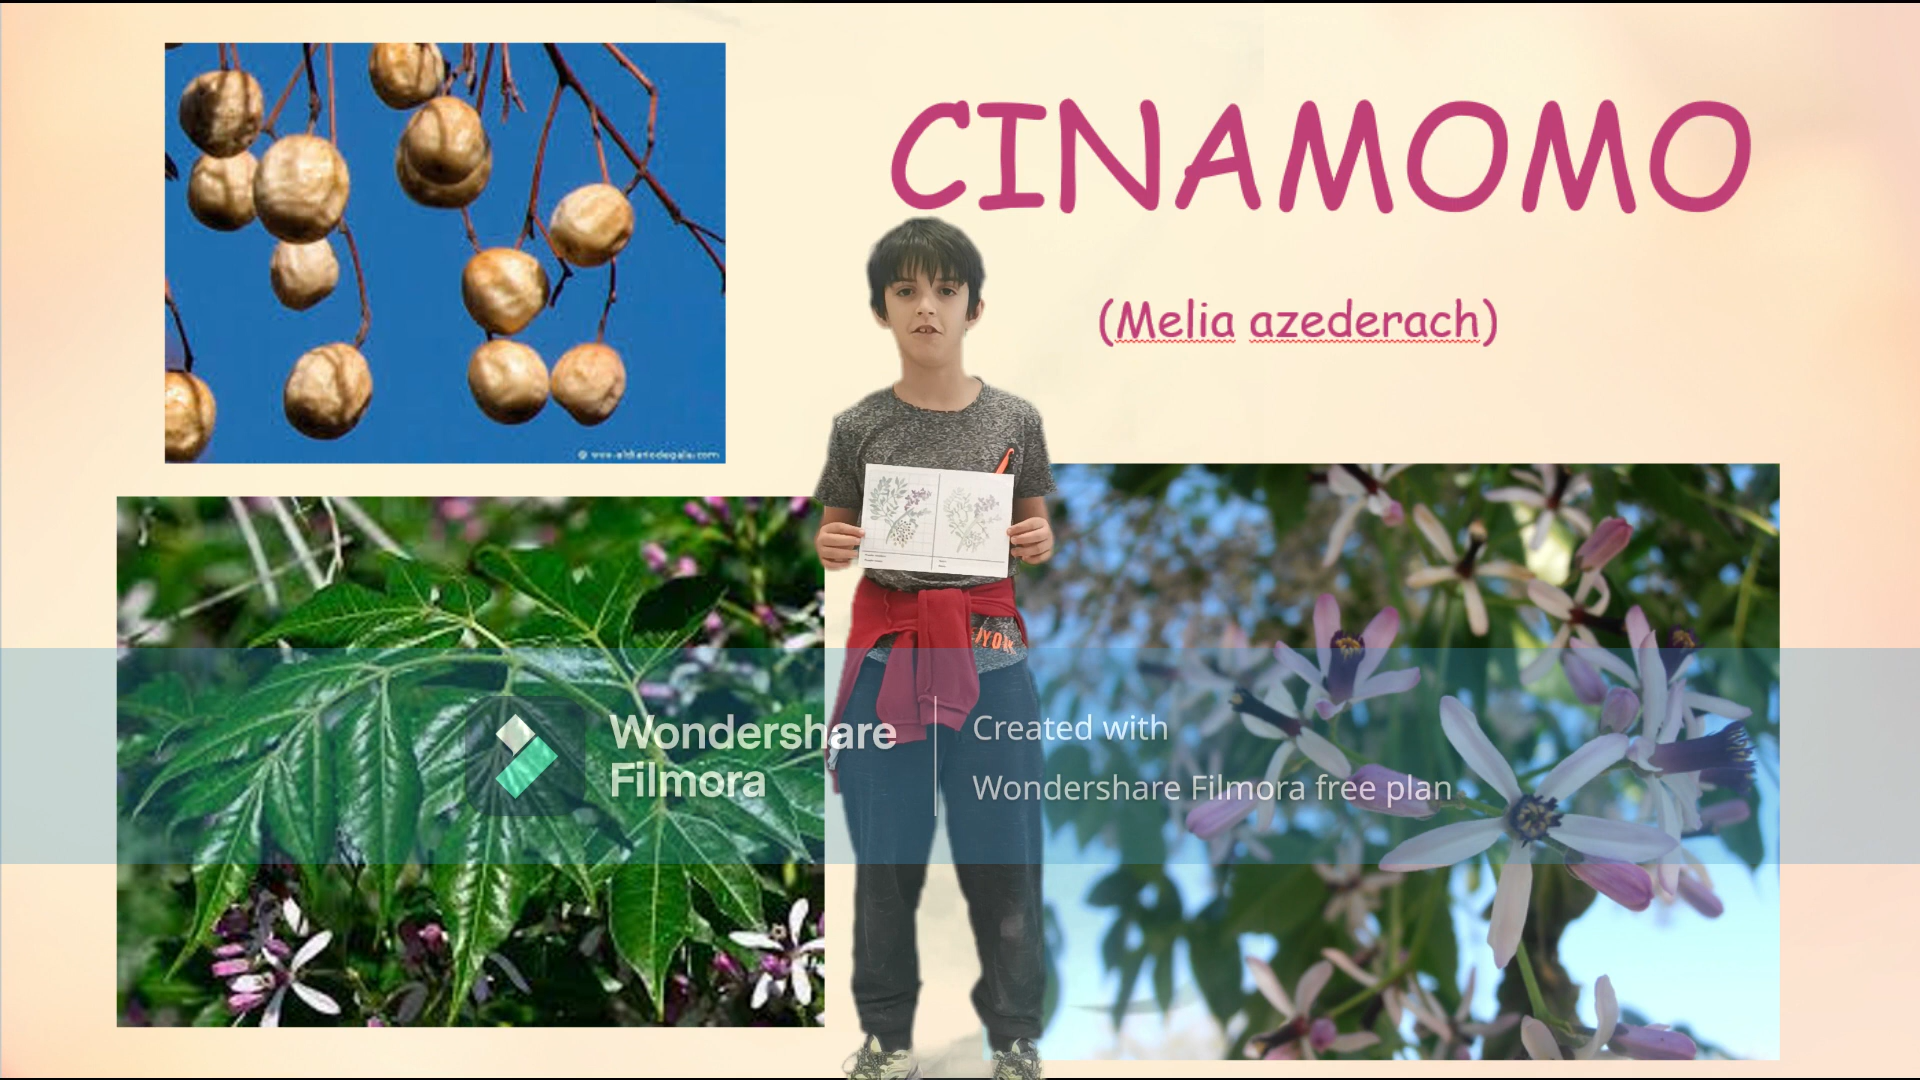 CINAMOMO
(Melia azederach)
Wondershare
Filmora
Created with
Wondershare Filmora free plan